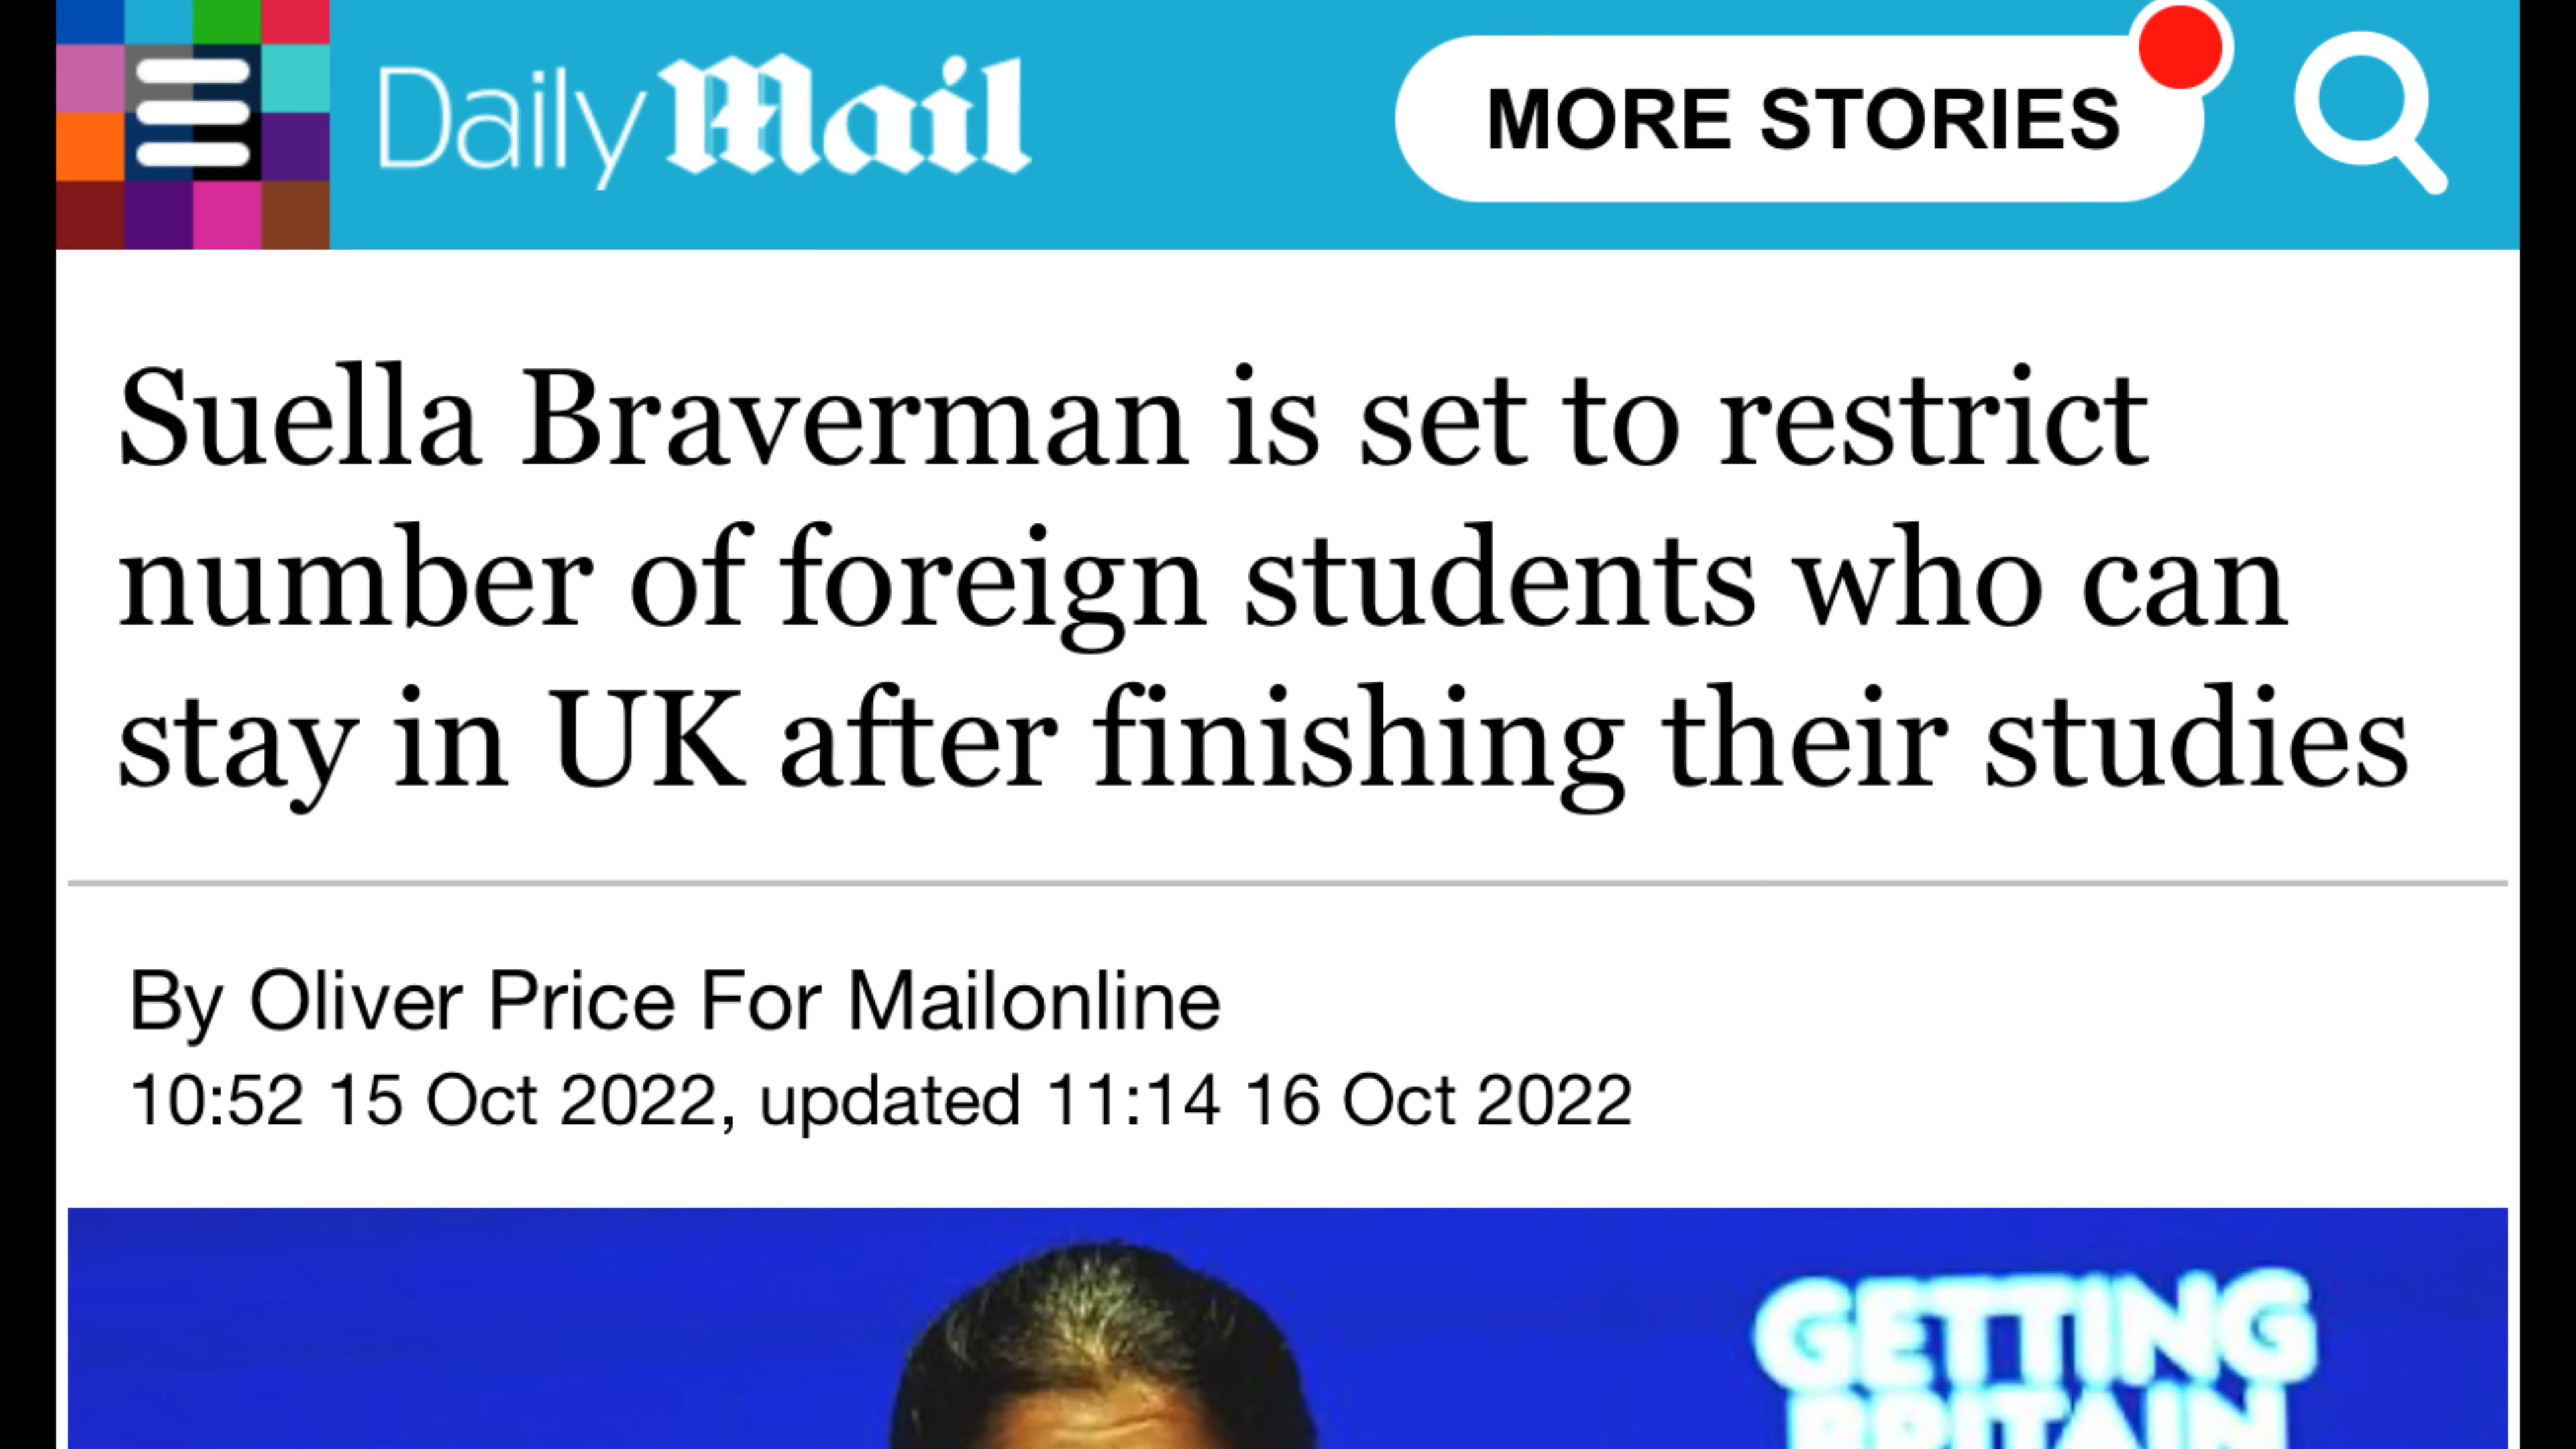 Daily Mail
MORE STORIES
Suella Braverman is set to restrict
number of foreign students who can
stay in UK after finishing their studies
By Oliver Price For Mailonline
10:52 15 Oct 2022, updated 11:14 16 Oct 2022
GETTING
BRITAIN